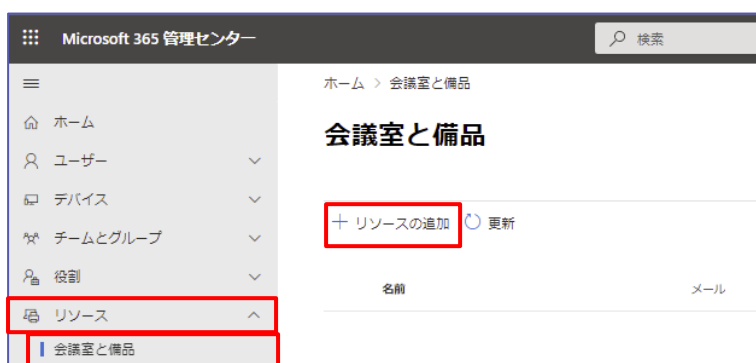 Microsoft 365 管理センター
検索
ホーム
ユーザー
デバイス
チームとグループ
役割
リソース
会議室と備品
ホーム > 会議室と備品
会議室と備品
+ リソースの追加 更新
名前 メール